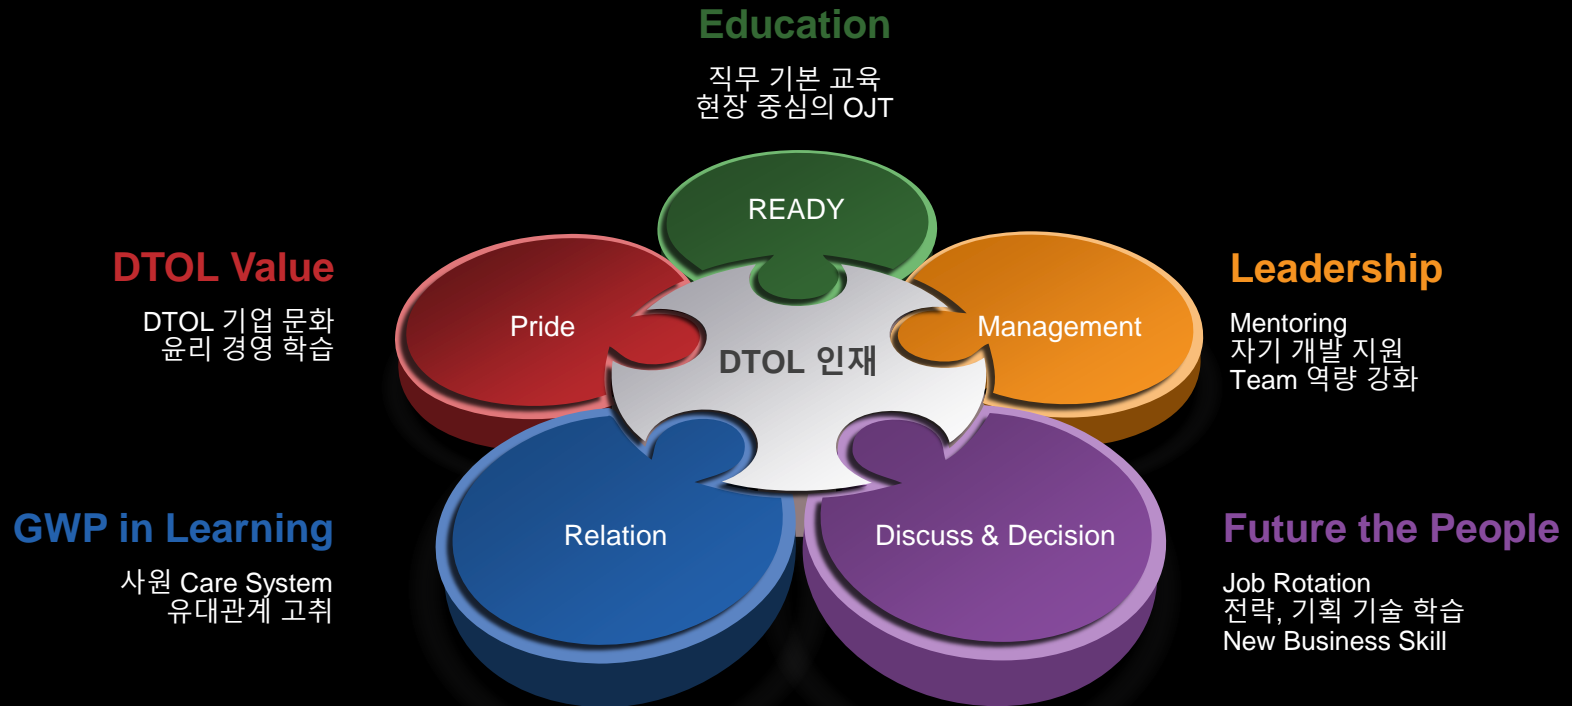 Education
직무 기본 교육
현장 중심의 OJT
READY
DTOL Value
DTOL 기업 문화
윤리 경영 학습
Pride
DTOL 인재
Management
Leadership
Mentoring
자기 개발 지원
Team 역량 강화
GWP in Learning
사원 Care System
유대관계 고취
Relation
Discuss & Decision
Future the People
Job Rotation
전략, 기획 기술 학습
New Business Skill